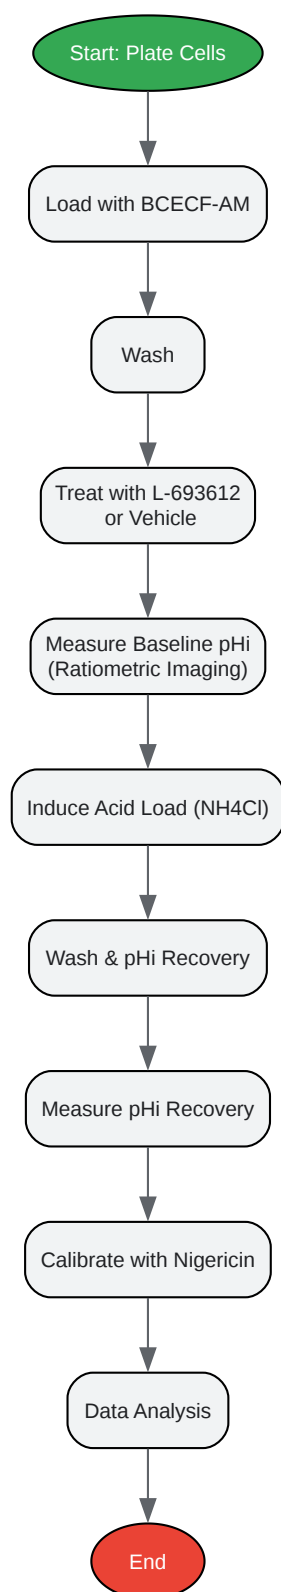 Start: Plate Cells
Load with BCECF-AM
Wash
Treat with L-693612
or Vehicle
Measure Baseline pHi
(Ratiometric Imaging)
Induce Acid Load (NH4Cl)
Wash & pHi Recovery
Measure pHi Recovery
Calibrate with Nigericin
Data Analysis
End